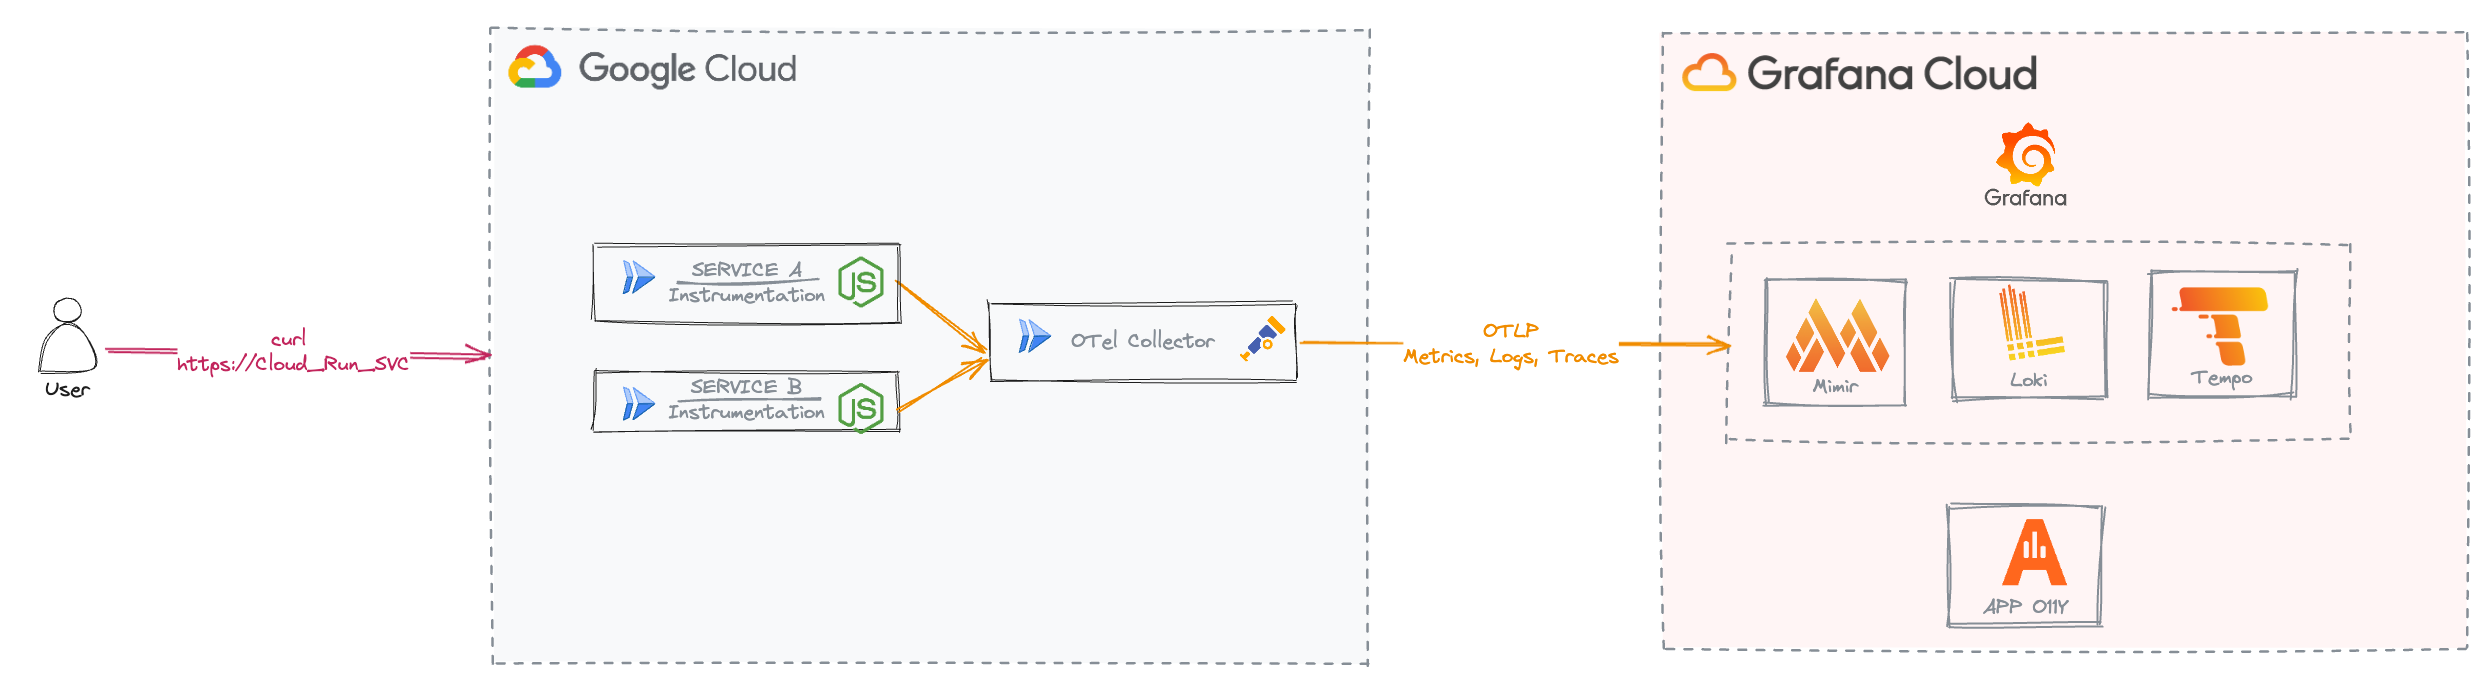 Google Cloud
Grafana Cloud
Grafana
SERVICE A
Instrumentation
JS
SERVICE B
Instrumentation
JS
OTel Collector
curl
https://Cloud_Run_SVC
User
OTLP
Metrics, Logs, Traces
Mimir
Loki
Tempo
APP O11Y